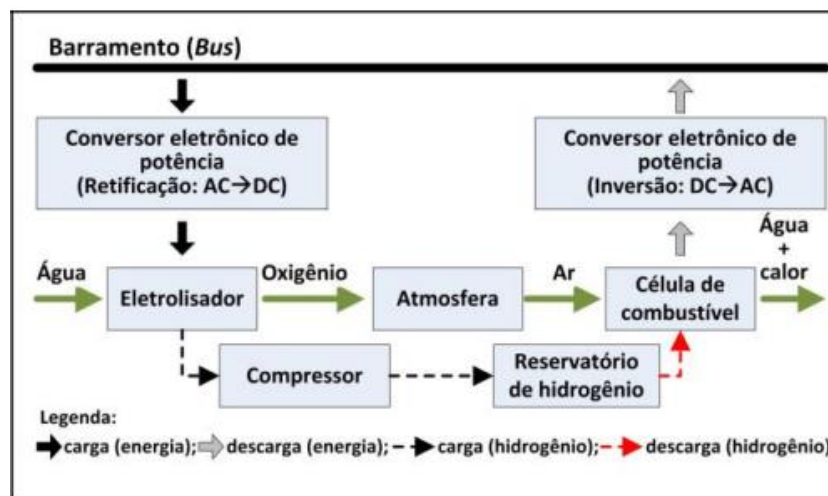 Barramento (Bus)
Conversor eletrônico de
potência
(Retificação: AC→DC)
Conversor eletrônico de
potência
(Inversão: DC→AC)
Água
+
calor
Água
Eletrolisador
Oxigênio
Atmosfera
Ar
Célula de
combustível
Compressor
Reservatório
de hidrogênio
Legenda:
carga (energia); descarga (energia); carga (hidrogênio); descarga (hidrogênio)